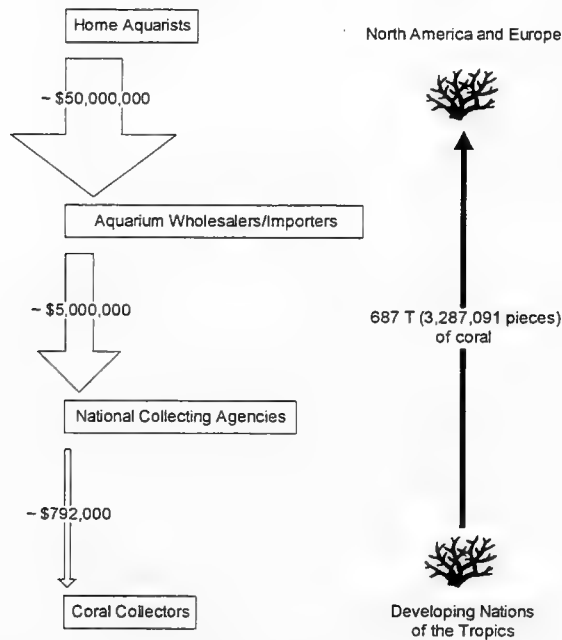 Home Aquarists
North America and Europe
~ $50,000,000
Aquarium Wholesalers/Importers
~ $5,000,000
687 T (3,287,091 pieces)
of coral
National Collecting Agencies
~ $792,000
Coral Collectors
Developing Nations
of the Tropics